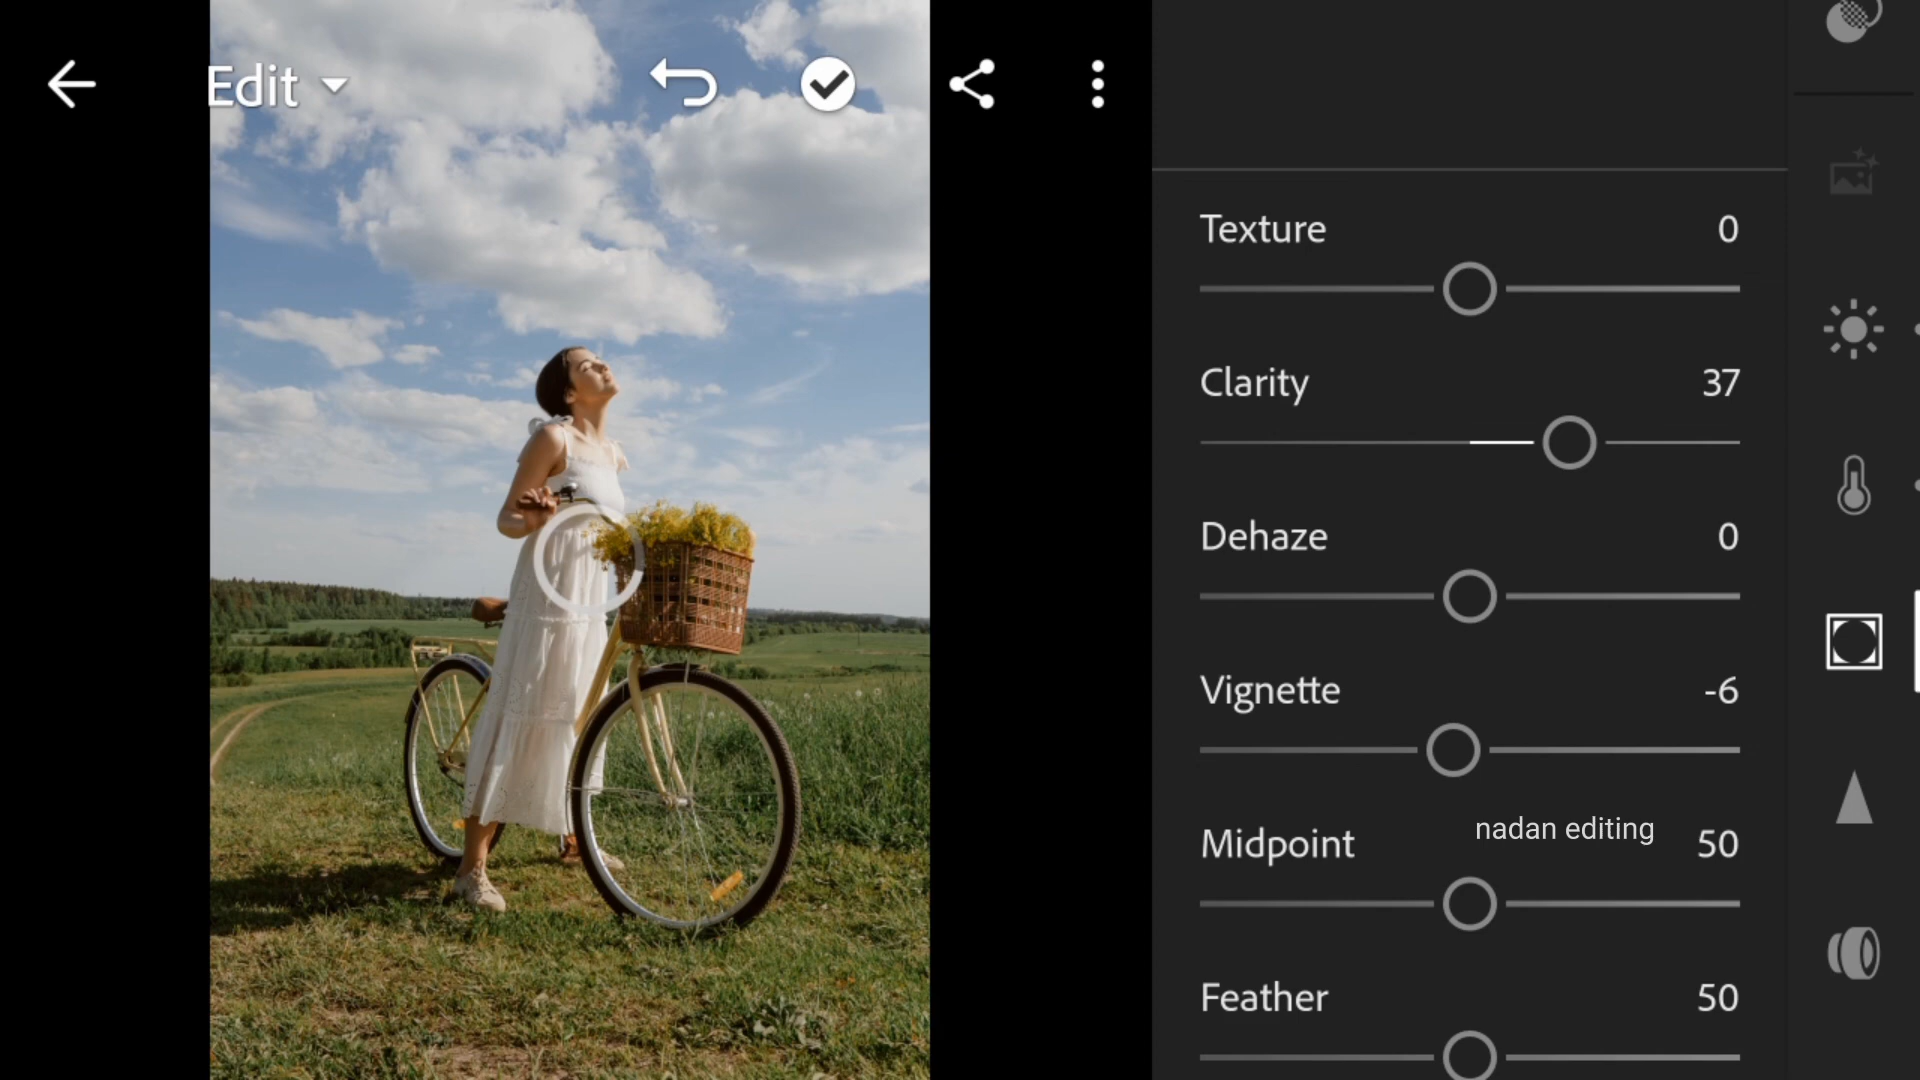 Edit
Texture 0
Clarity 37
Dehaze 0
Vignette -6
Midpoint 50
nadan editing
Feather 50